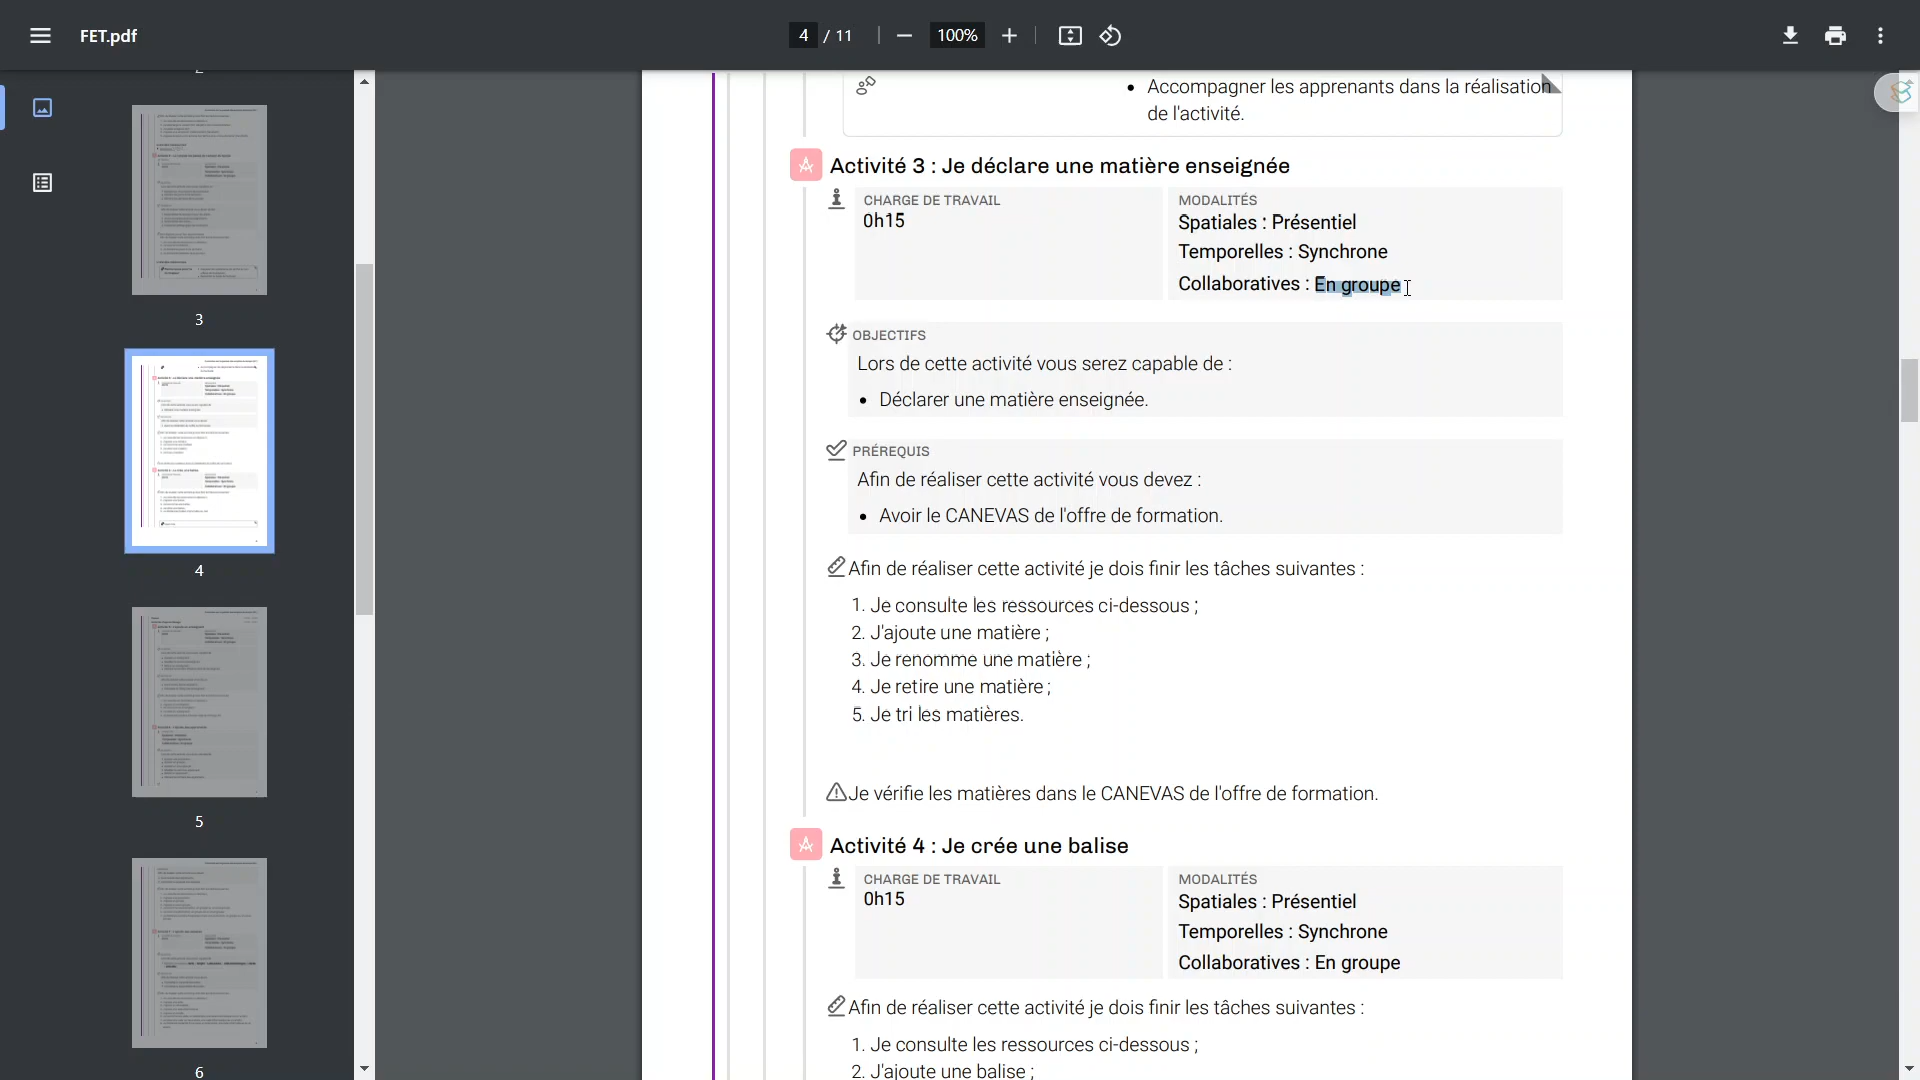 FET.pdf
4 / 11
100%
2
3
4
5
6
• Accompagner les apprenants dans la réalisation
de l'activité.
Activité 3 : Je déclare une matière enseignée
CHARGE DE TRAVAIL
0h15
MODALITÉS
Spatiales : Présentiel
Temporelles : Synchrone
Collaboratives : En groupe
OBJECTIFS
Lors de cette activité vous serez capable de :
• Déclarer une matière enseignée.
PRÉREQUIS
Afin de réaliser cette activité vous devez :
• Avoir le CANEVAS de l'offre de formation.
Afin de réaliser cette activité je dois finir les tâches suivantes :
1. Je consulte les ressources ci-dessous ;
2. J'ajoute une matière ;
3. Je renomme une matière ;
4. Je retire une matière ;
5. Je tri les matières.
Je vérifie les matières dans le CANEVAS de l'offre de formation.
Activité 4 : Je crée une balise
CHARGE DE TRAVAIL
0h15
MODALITÉS
Spatiales : Présentiel
Temporelles : Synchrone
Collaboratives : En groupe
Afin de réaliser cette activité je dois finir les tâches suivantes :
1. Je consulte les ressources ci-dessous ;
2. J'ajoute une balise ;